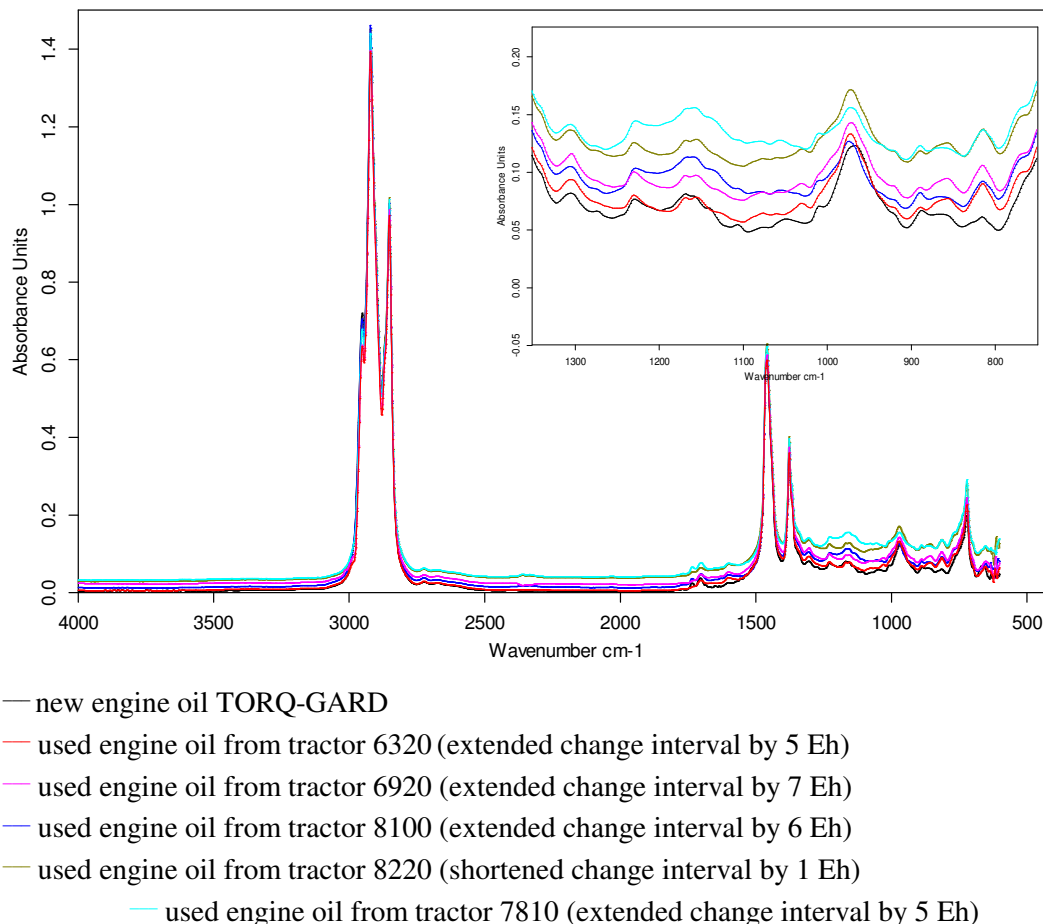 1.4
1.2
1.0
0.8
0.6
0.4
0.2
0.0
Absorbance Units
4000 3500 3000 2500 2000 1500 1000 500
Wavenumber cm-1
0.20
0.15
0.10
0.05
0.00
-0.05
Absorbance Units
1300 1200 1100 1000 900 800
Wavenumber cm-1
new engine oil TORQ-GARD
used engine oil from tractor 6320 (extended change interval by 5 Eh)
used engine oil from tractor 6920 (extended change interval by 7 Eh)
used engine oil from tractor 8100 (extended change interval by 6 Eh)
used engine oil from tractor 8220 (shortened change interval by 1 Eh)
used engine oil from tractor 7810 (extended change interval by 5 Eh)